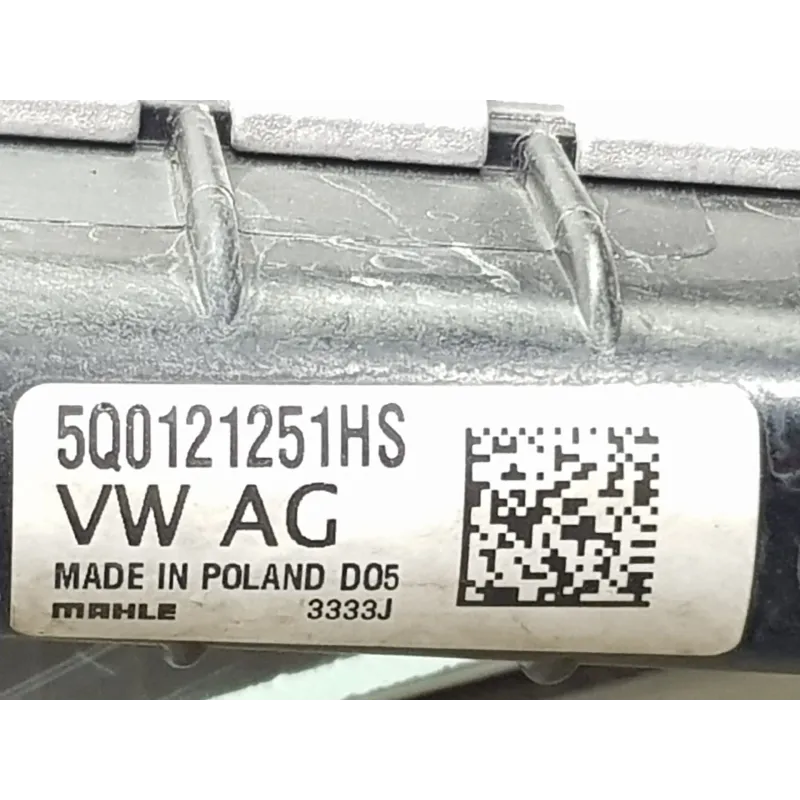 5Q0121251HS
VW AG
MADE IN POLAND D05
MAHLE 3333J